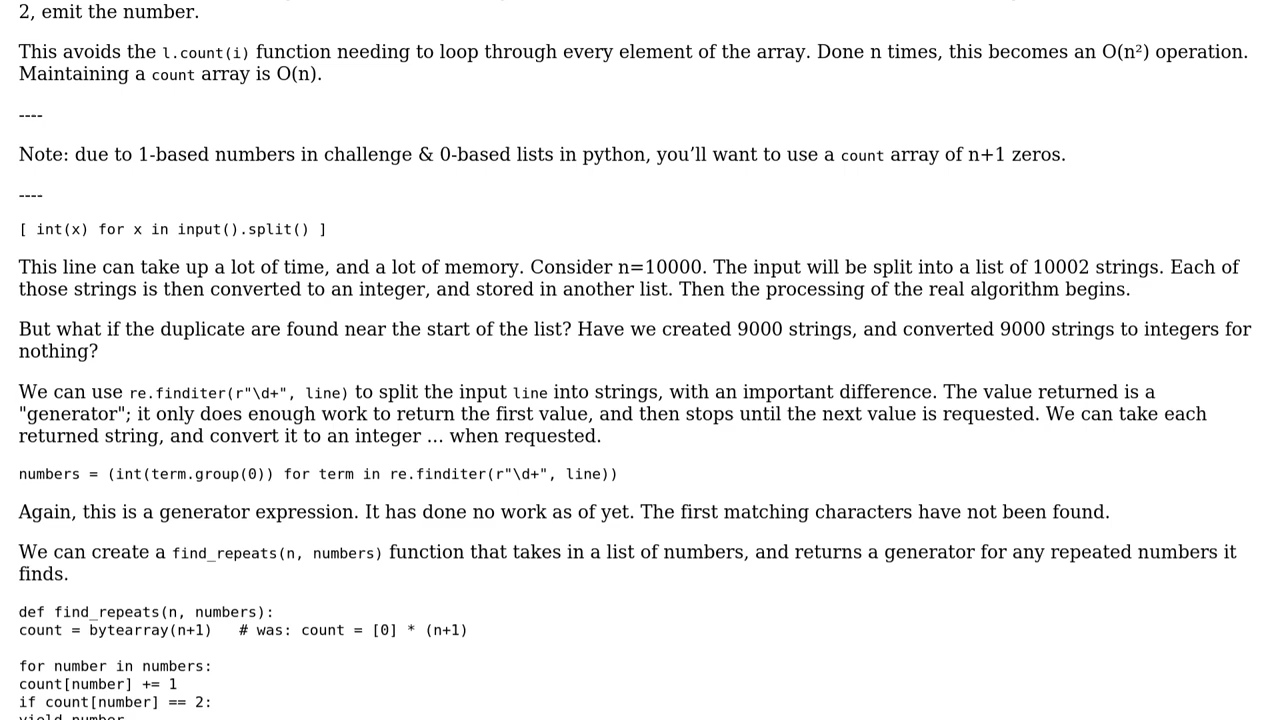 2, emit the number.
This avoids the l.count(i) function needing to loop through every element of the array. Done n times, this becomes an O(n²) operation.
Maintaining a count array is O(n).
----
Note: due to 1-based numbers in challenge & 0-based lists in python, you’ll want to use a count array of n+1 zeros.
----
[ int(x) for x in input().split() ]
This line can take up a lot of time, and a lot of memory. Consider n=10000. The input will be split into a list of 10002 strings. Each of
those strings is then converted to an integer, and stored in another list. Then the processing of the real algorithm begins.
But what if the duplicate are found near the start of the list? Have we created 9000 strings, and converted 9000 strings to integers for
nothing?
We can use re.finditer(r"\d+", line) to split the input line into strings, with an important difference. The value returned is a
"generator"; it only does enough work to return the first value, and then stops until the next value is requested. We can take each
returned string, and convert it to an integer ... when requested.
numbers = (int(term.group(0)) for term in re.finditer(r"\d+", line))
Again, this is a generator expression. It has done no work as of yet. The first matching characters have not been found.
We can create a find_repeats(n, numbers) function that takes in a list of numbers, and returns a generator for any repeated numbers it
finds.
def find_repeats(n, numbers):
count = bytearray(n+1)   # was: count = [0] * (n+1)
for number in numbers:
count[number] += 1
if count[number] == 2:
yield number